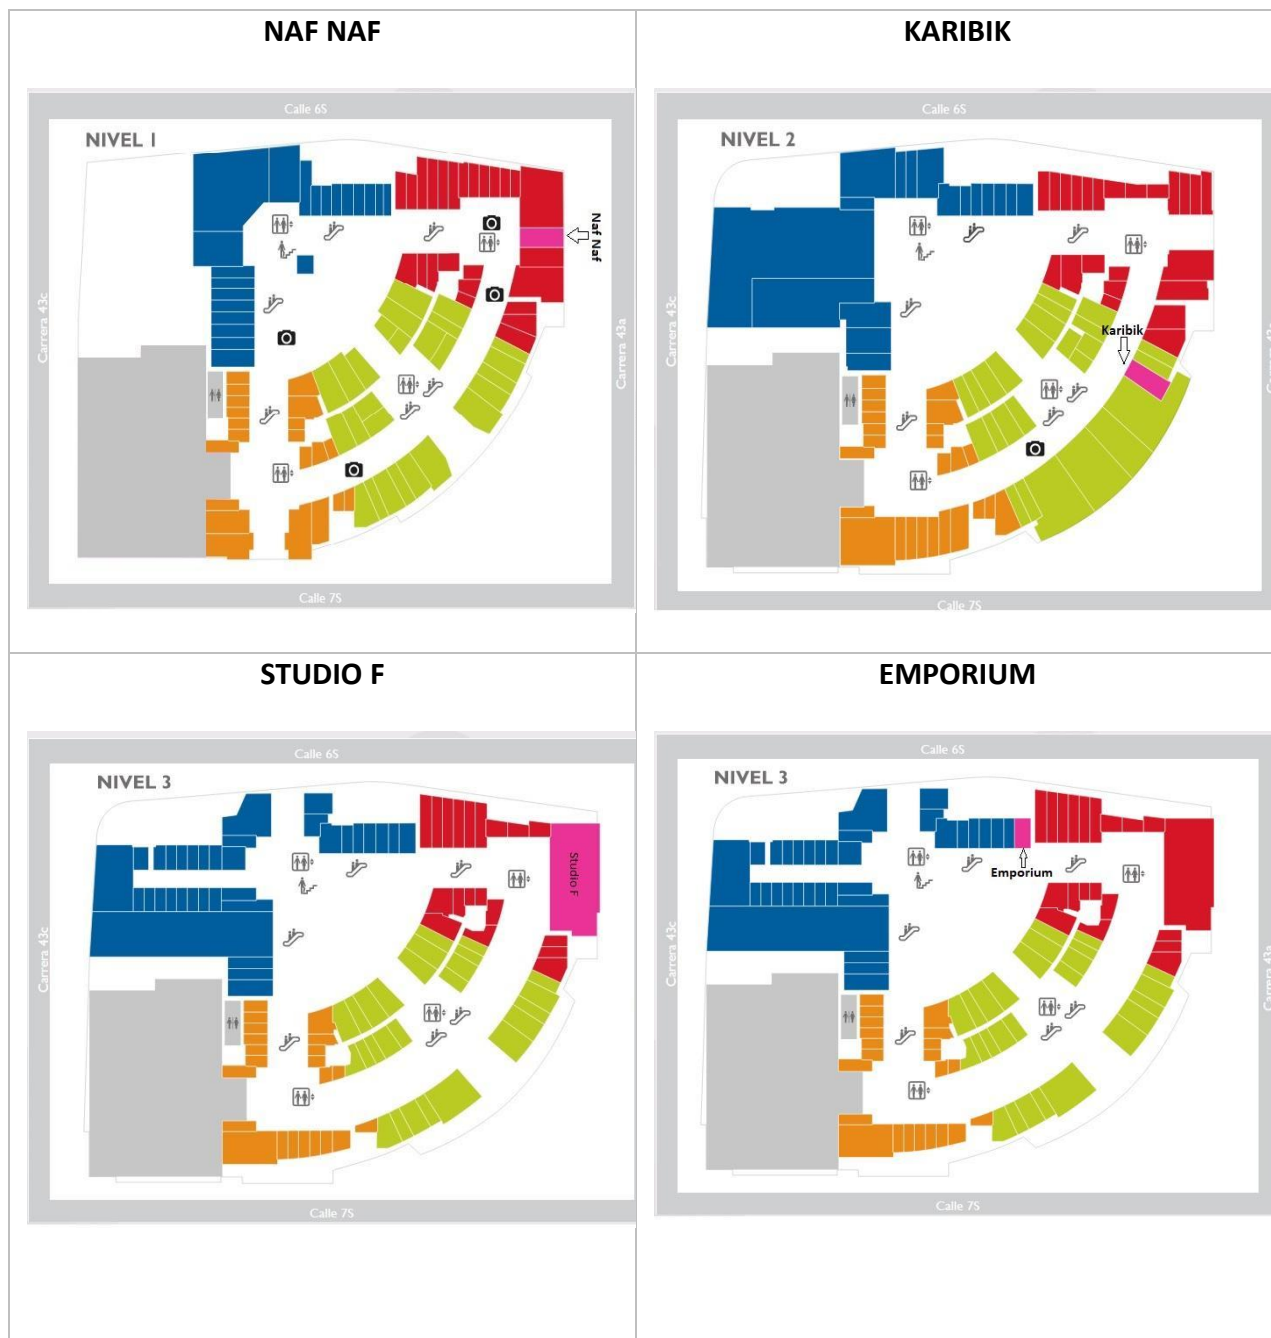 NAF NAF
Calle 6S
NIVEL 1
Carrera 43c
Naf Naf
Carrera 43a
Calle 7S
KARIBIK
Calle 6S
NIVEL 2
Carrera 43c
Karibik
Calle 7S
STUDIO F
Calle 6S
NIVEL 3
Carrera 43c
Studio F
Calle 7S
EMPORIUM
Calle 6S
NIVEL 3
Carrera 43c
Emporium
Carrera 43a
Calle 7S